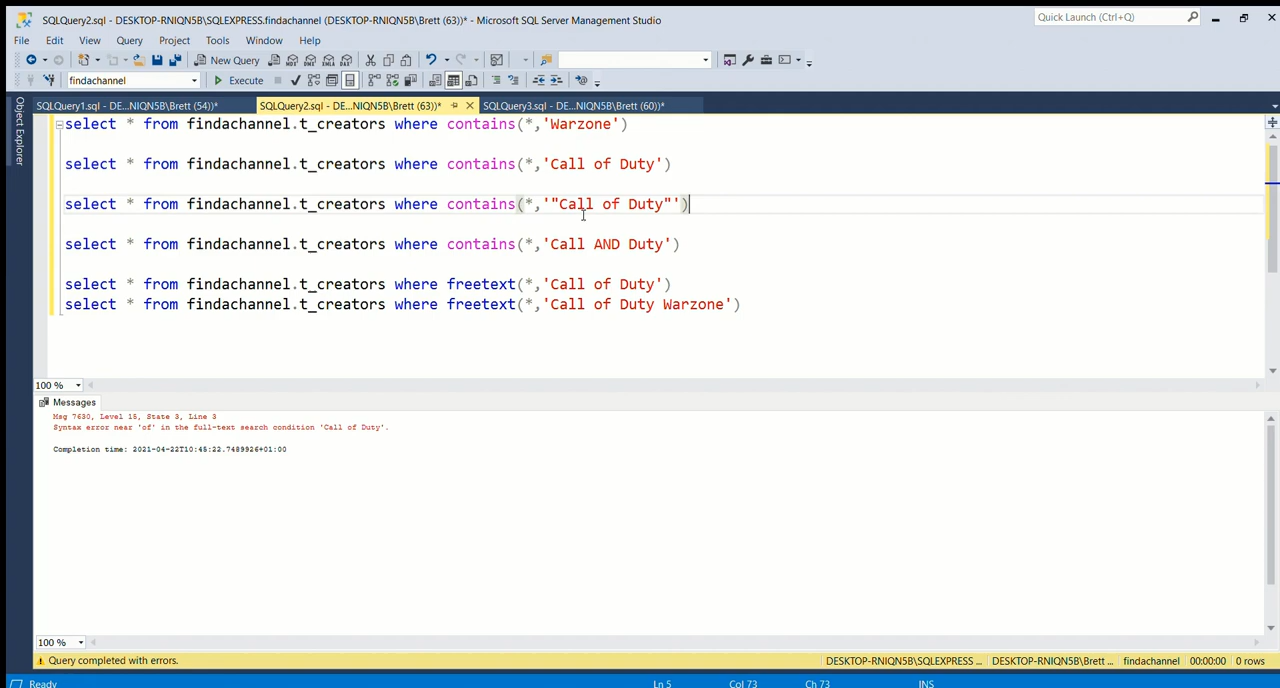 SQLQuery2.sql - DESKTOP-RNIQN5B\SQLEXPRESS.findachannel (DESKTOP-RNIQN5B\Brett (63))* - Microsoft SQL Server Management Studio
Quick Launch (Ctrl+Q)
File Edit View Query Project Tools Window Help
New Query
findachannel Execute
Object Explorer
SQLQuery1.sql - DE...NIQN5B\Brett (54))* SQLQuery2.sql - DE...NIQN5B\Brett (63))* SQLQuery3.sql - DE...NIQN5B\Brett (60))*
select * from findachannel.t_creators where contains(*,'Warzone')
select * from findachannel.t_creators where contains(*,'Call of Duty')
select * from findachannel.t_creators where contains(*,'"Call of Duty"')
select * from findachannel.t_creators where contains(*,'Call AND Duty')
select * from findachannel.t_creators where freetext(*,'Call of Duty')
select * from findachannel.t_creators where freetext(*,'Call of Duty Warzone')
100 %
Messages
Msg 7630, Level 15, State 3, Line 3
Syntax error near 'of' in the full-text search condition 'Call of Duty'.
Completion time: 2021-04-22T10:45:22.7489926+01:00
100 %
Query completed with errors. DESKTOP-RNIQN5B\SQLEXPRESS ... DESKTOP-RNIQN5B\Brett ... findachannel 00:00:00 0 rows
Ready Ln 5 Col 73 Ch 73 INS